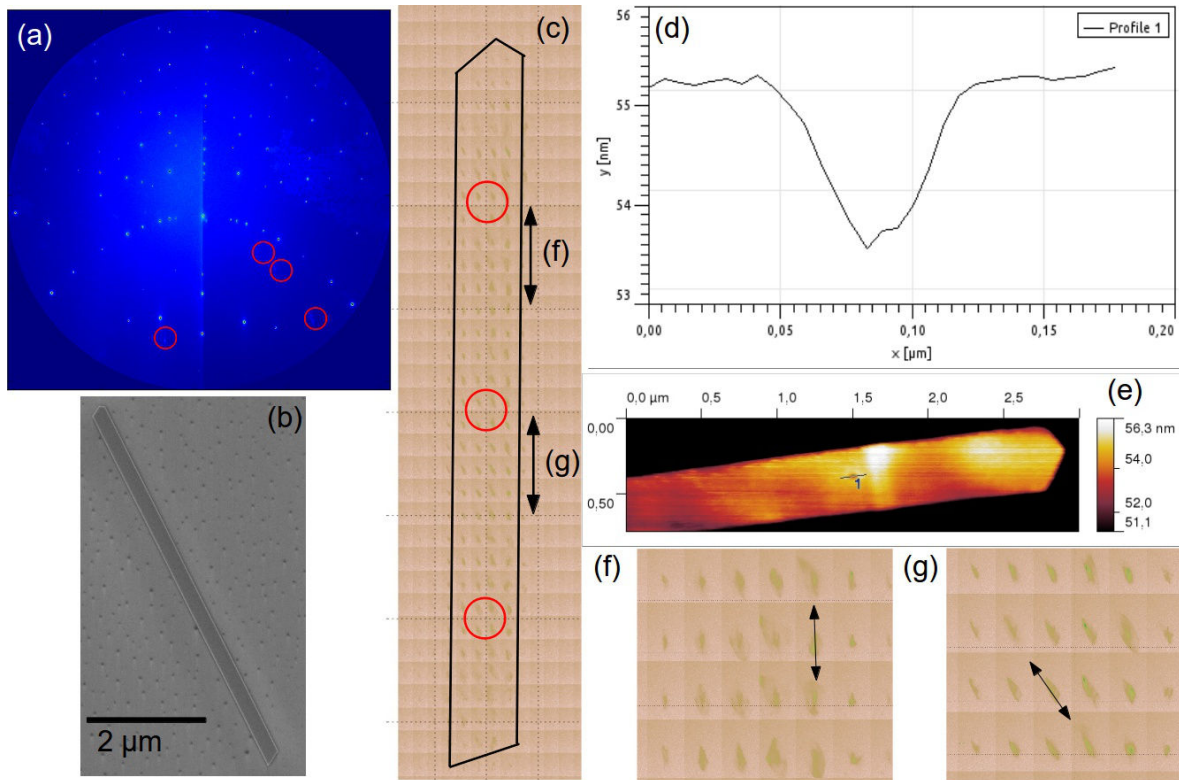 (a)
(b)
2 µm
(c)
(f)
(g)
(d)
Profile 1
56
55
54
53
y [nm]
0,00
0,05
0,10
0,15
0,20
x [µm]
(e)
0,0 µm
0,5
1,0
1,5
2,0
2,5
0,00
0,50
1
56,3 nm
54,0
52,0
51,1
(f)
(g)